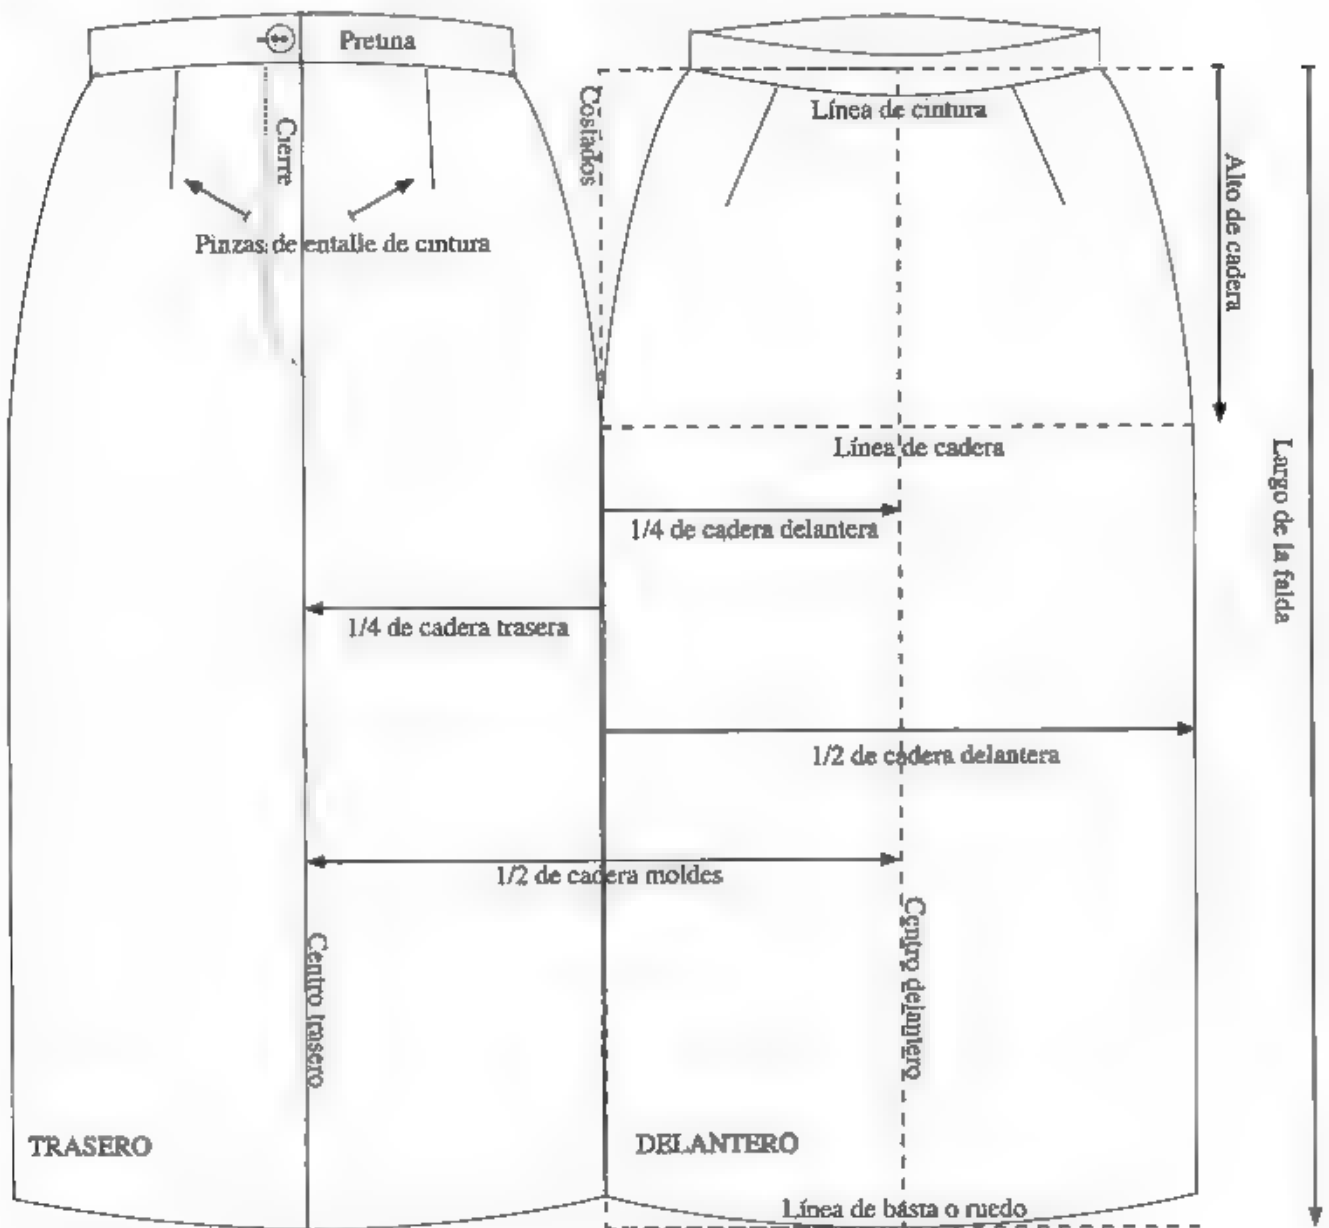 Pretina
Cierre
Costados
Línea de cintura
Alto de cadera
Pinzas de entalle de cintura
Línea de cadera
Largo de la falda
1/4 de cadera delantera
1/4 de cadera trasera
1/2 de cadera delantera
1/2 de cadera moldes
Centro trasero
Centro delantero
TRASERO
DELANTERO
Línea de basta o ruedo